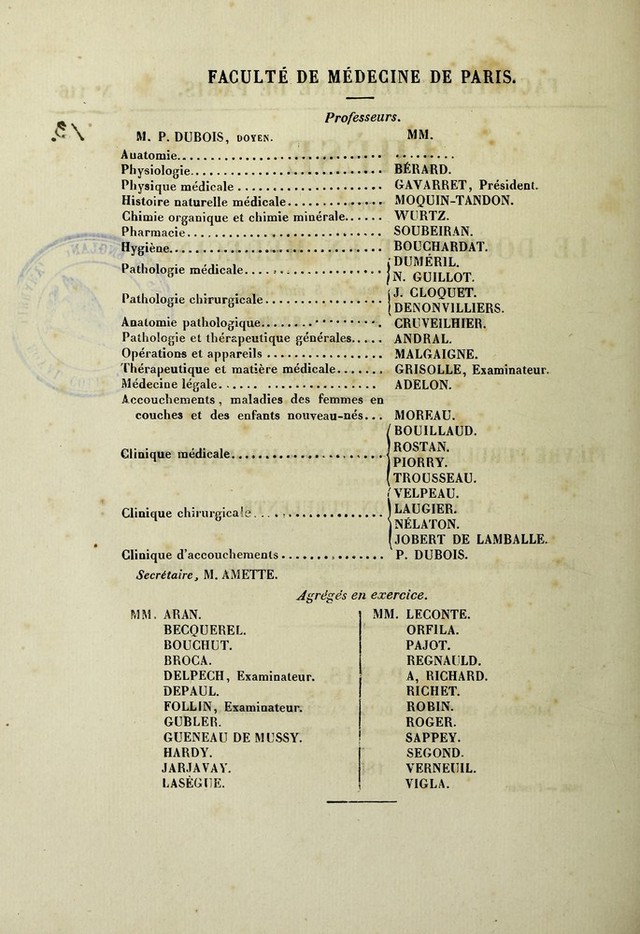 FACULTÉ DE MÉDECINE DE PARIS.
Professeurs.
M. P. DUBOIS, DOYEN. MM.
Anatomie.......................................... .........
Physiologie................................ BÉRARD.
Physique médicale ..................... GAVARRET, Président.
Histoire naturelle médicale.............. MOQUIN-TANDON.
Chimie organique et chimie minérale...... WURTZ.
Pharmacie................................ SOUBEIRAN.
Hygiène.................................. BOUCHARDAT.
Pathologie médicale..................... DUMÉRIL.
N. GUILLOT.
Pathologie chirurgicale................. J. CLOQUET.
DENONVILLIERS.
Anatomie pathologique................... CRUVEILHIER.
Pathologie et thérapeutique générales..... ANDRAL.
Opérations et appareils ................. MALGAIGNE.
Thérapeutique et matière médicale....... GRISOLLE, Examinateur.
Médecine légale...................... ADELON.
Accouchements, maladies des femmes en
couches et des enfants nouveau-nés... MOREAU.
Clinique médicale...................... BOUILLAUD.
ROSTAN.
PIORRY.
TROUSSEAU.
Clinique chirurgicale................... VELPEAU.
LAUGIER.
NÉLATON.
JOBERT DE LAMBALLE.
Clinique d'accouchements............... P. DUBOIS.
Secrétaire, M. AMETTE.
Agrégés en exercice.
MM. ARAN.
BECQUEREL.
BOUCHUT.
BROCA.
DELPECH, Examinateur.
DEPAUL.
FOLLIN, Examinateur.
GUBLER.
GUENEAU DE MUSSY.
HARDY.
JARJAVAY.
LASÈGUE.
MM. LECONTE.
ORFILA.
PAJOT.
REGNAULD.
A, RICHARD.
RICHET.
ROBIN.
ROGER.
SAPPEY.
SEGOND.
VERNEUIL.
VIGLA.